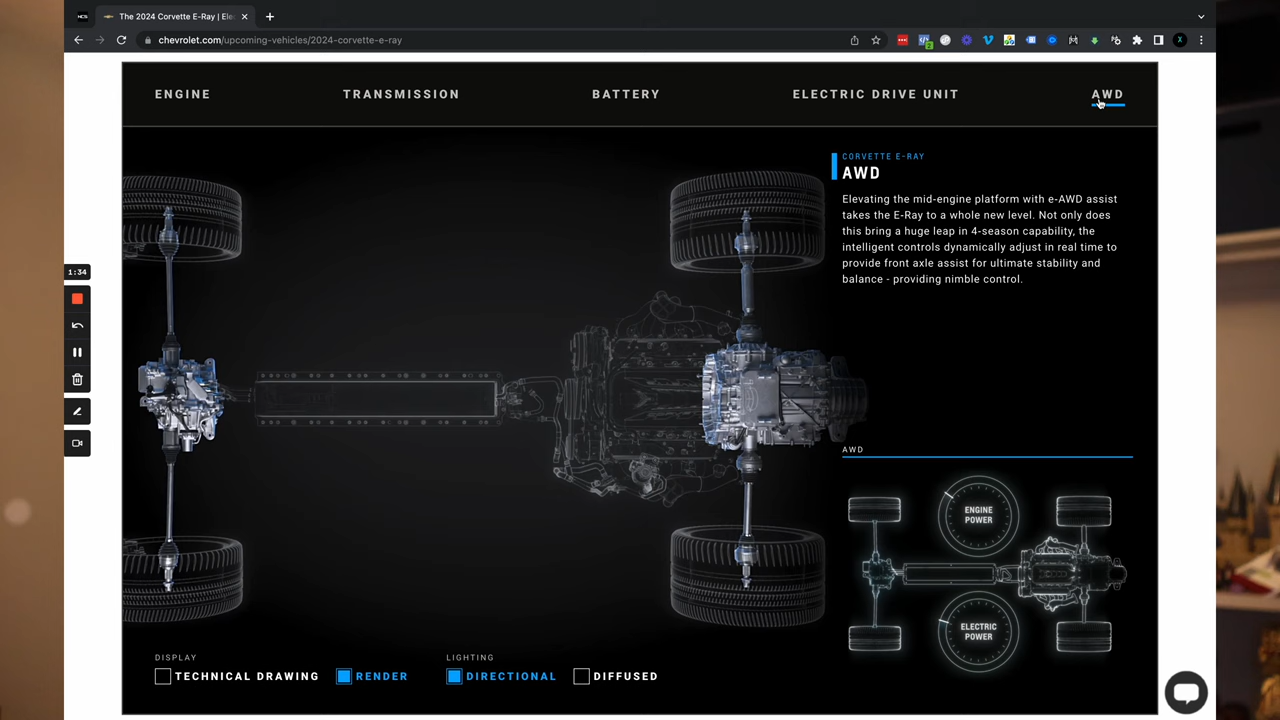 HCS
The 2024 Corvette E-Ray | Ele
chevrolet.com/upcoming-vehicles/2024-corvette-e-ray
ENGINE
TRANSMISSION
BATTERY
ELECTRIC DRIVE UNIT
AWD
CORVETTE E-RAY
AWD
Elevating the mid-engine platform with e-AWD assist
takes the E-Ray to a whole new level. Not only does
this bring a huge leap in 4-season capability, the
intelligent controls dynamically adjust in real time to
provide front axle assist for ultimate stability and
balance - providing nimble control.
1:34
AWD
ENGINE
POWER
ELECTRIC
POWER
DISPLAY
TECHNICAL DRAWING
RENDER
LIGHTING
DIRECTIONAL
DIFFUSED